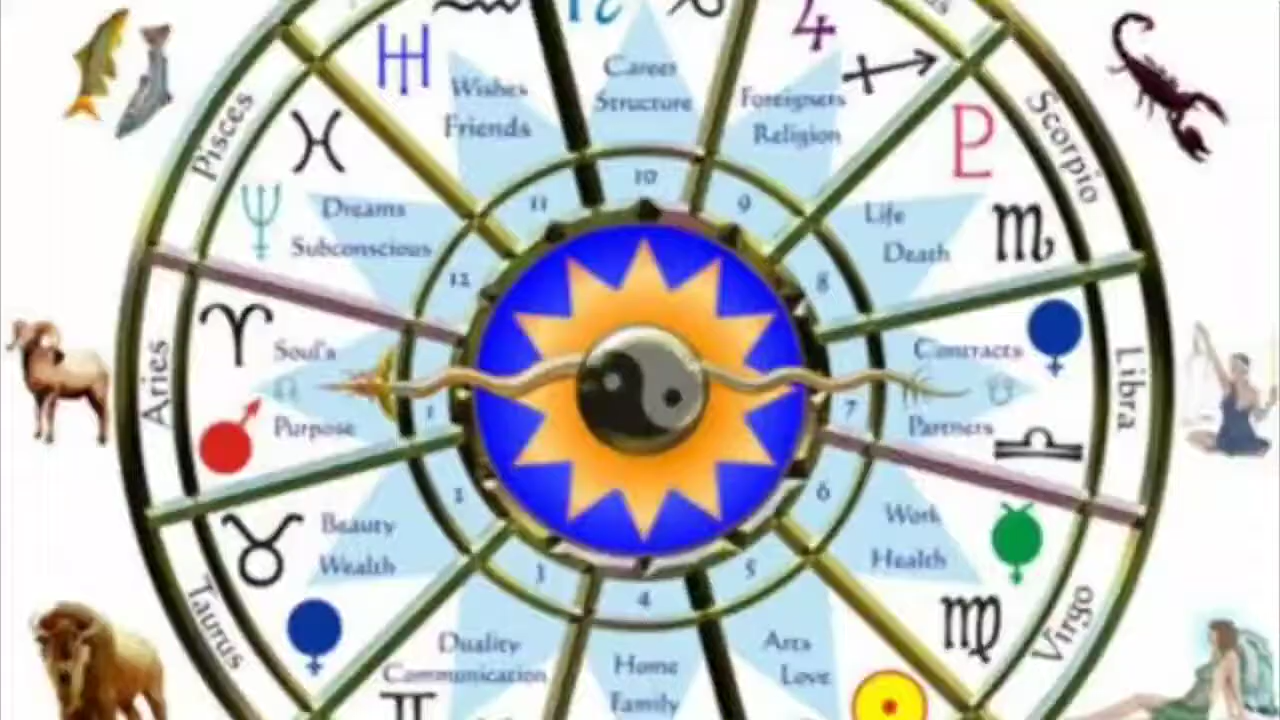 Career
Structure
Wishes
Friends
Foreigners
Religion
10
11
9
Pisces
Scorpio
Dreams
Subconscious
Life
Death
12
8
Aries
Soul's
Purpose
1
Contracts
Partners
7
Libra
Beauty
Wealth
6
Work
Health
3
4
5
Taurus
Virgo
Duality
Communication
Home
Family
Arts
Love